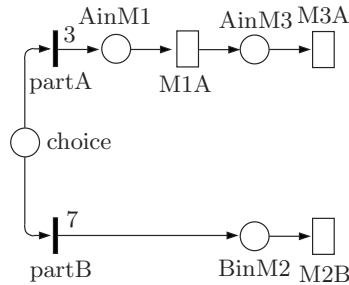 AinM1
AinM3
M3A
3
partA
M1A
choice
7
partB
BinM2
M2B